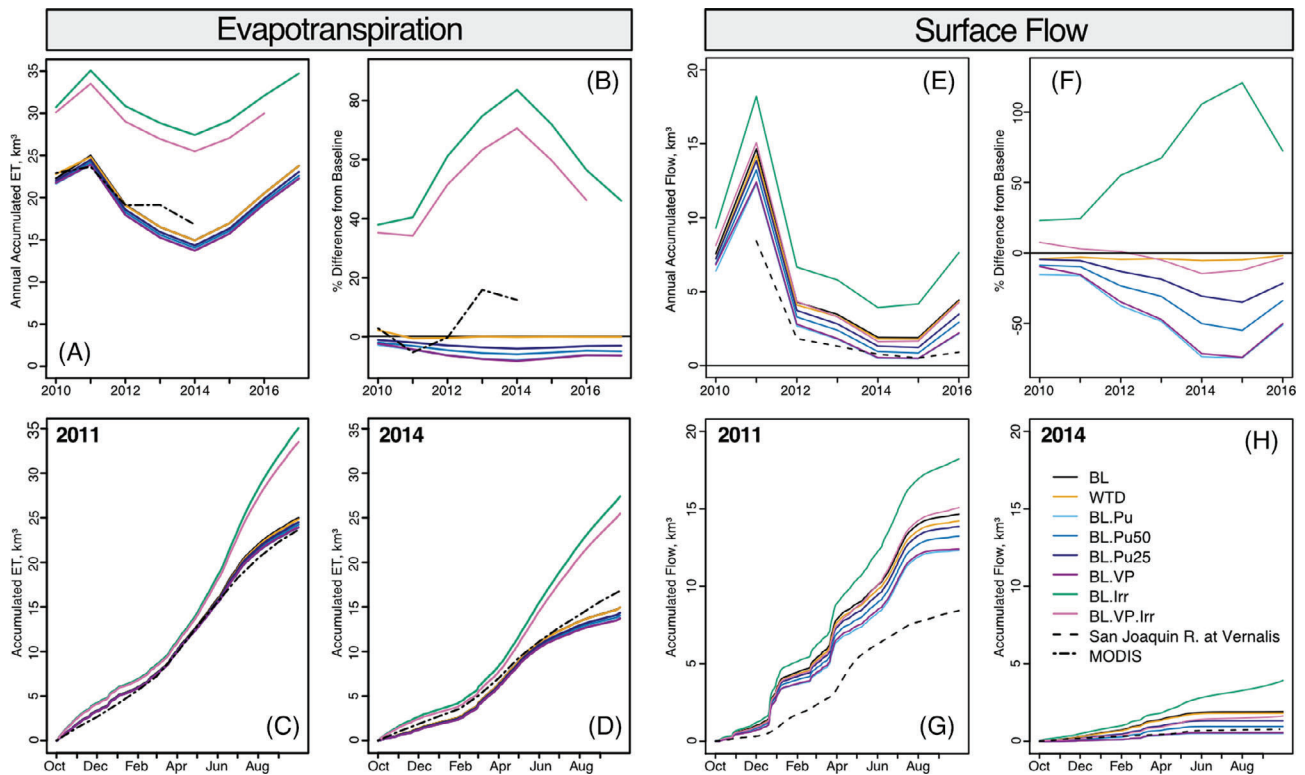 Evapotranspiration
Surface Flow
(A)
Annual Accumulated ET, km³
0 5 10 15 20 25 30 35
2010 2012 2014 2016
(B)
% Difference from Baseline
0 20 40 60 80
2010 2012 2014 2016
(E)
Annual Accumulated Flow, km³
0 5 10 15 20
2010 2012 2014 2016
(F)
% Difference from Baseline
-50 0 50 100
2010 2012 2014 2016
2011
(C)
Accumulated ET, km³
0 5 10 15 20 25 30 35
Oct Dec Feb Apr Jun Aug
2014
(D)
Accumulated ET, km³
0 5 10 15 20 25 30 35
Oct Dec Feb Apr Jun Aug
2011
(G)
Accumulated Flow, km³
0 5 10 15 20
Oct Dec Feb Apr Jun Aug
2014
(H)
Accumulated Flow, km³
0 5 10 15 20
Oct Dec Feb Apr Jun Aug
BL
WTD
BL.Pu
BL.Pu50
BL.Pu25
BL.VP
BL.Irr
BL.VP.Irr
San Joaquin R. at Vernalis
MODIS